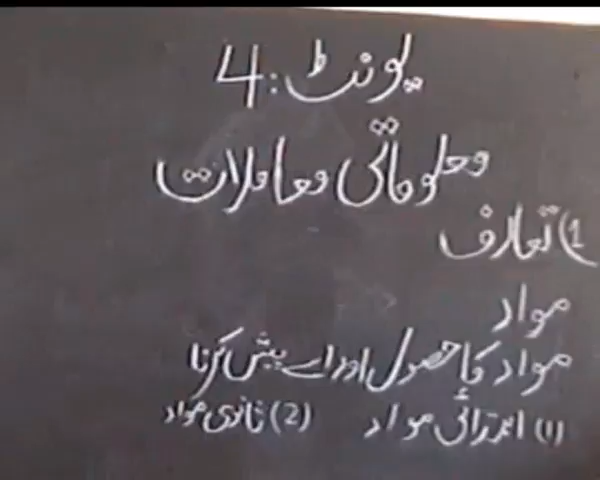 یونٹ: 4
معلوماتی معاملات
1) تعارف
مواد
مواد کا حصول اور اسے پیش کرنا
(1) ابتدائی مواد (2) ثانوی مواد